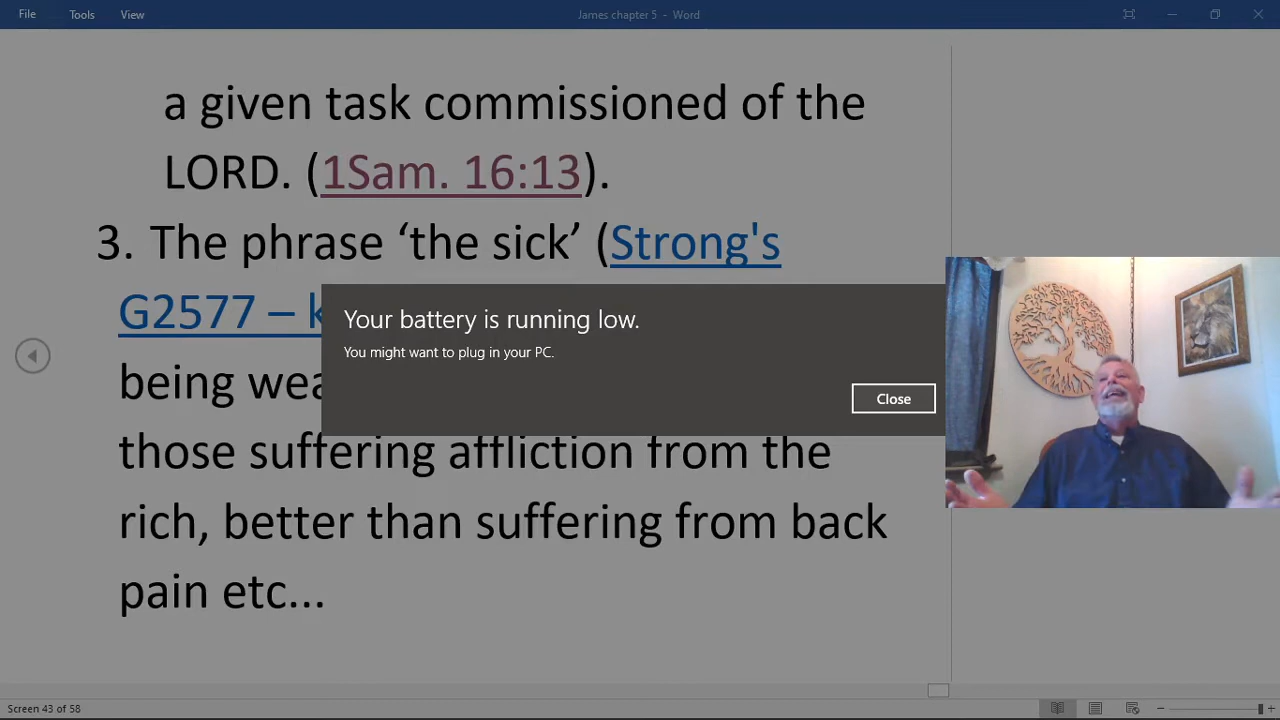 File Tools View James chapter 5 - Word
a given task commissioned of the
LORD. (1Sam. 16:13).
3. The phrase ‘the sick’ (Strong's
G2577 – k
Your battery is running low.
You might want to plug in your PC.
Close
being wea
those suffering affliction from the
rich, better than suffering from back
pain etc...
Screen 43 of 58